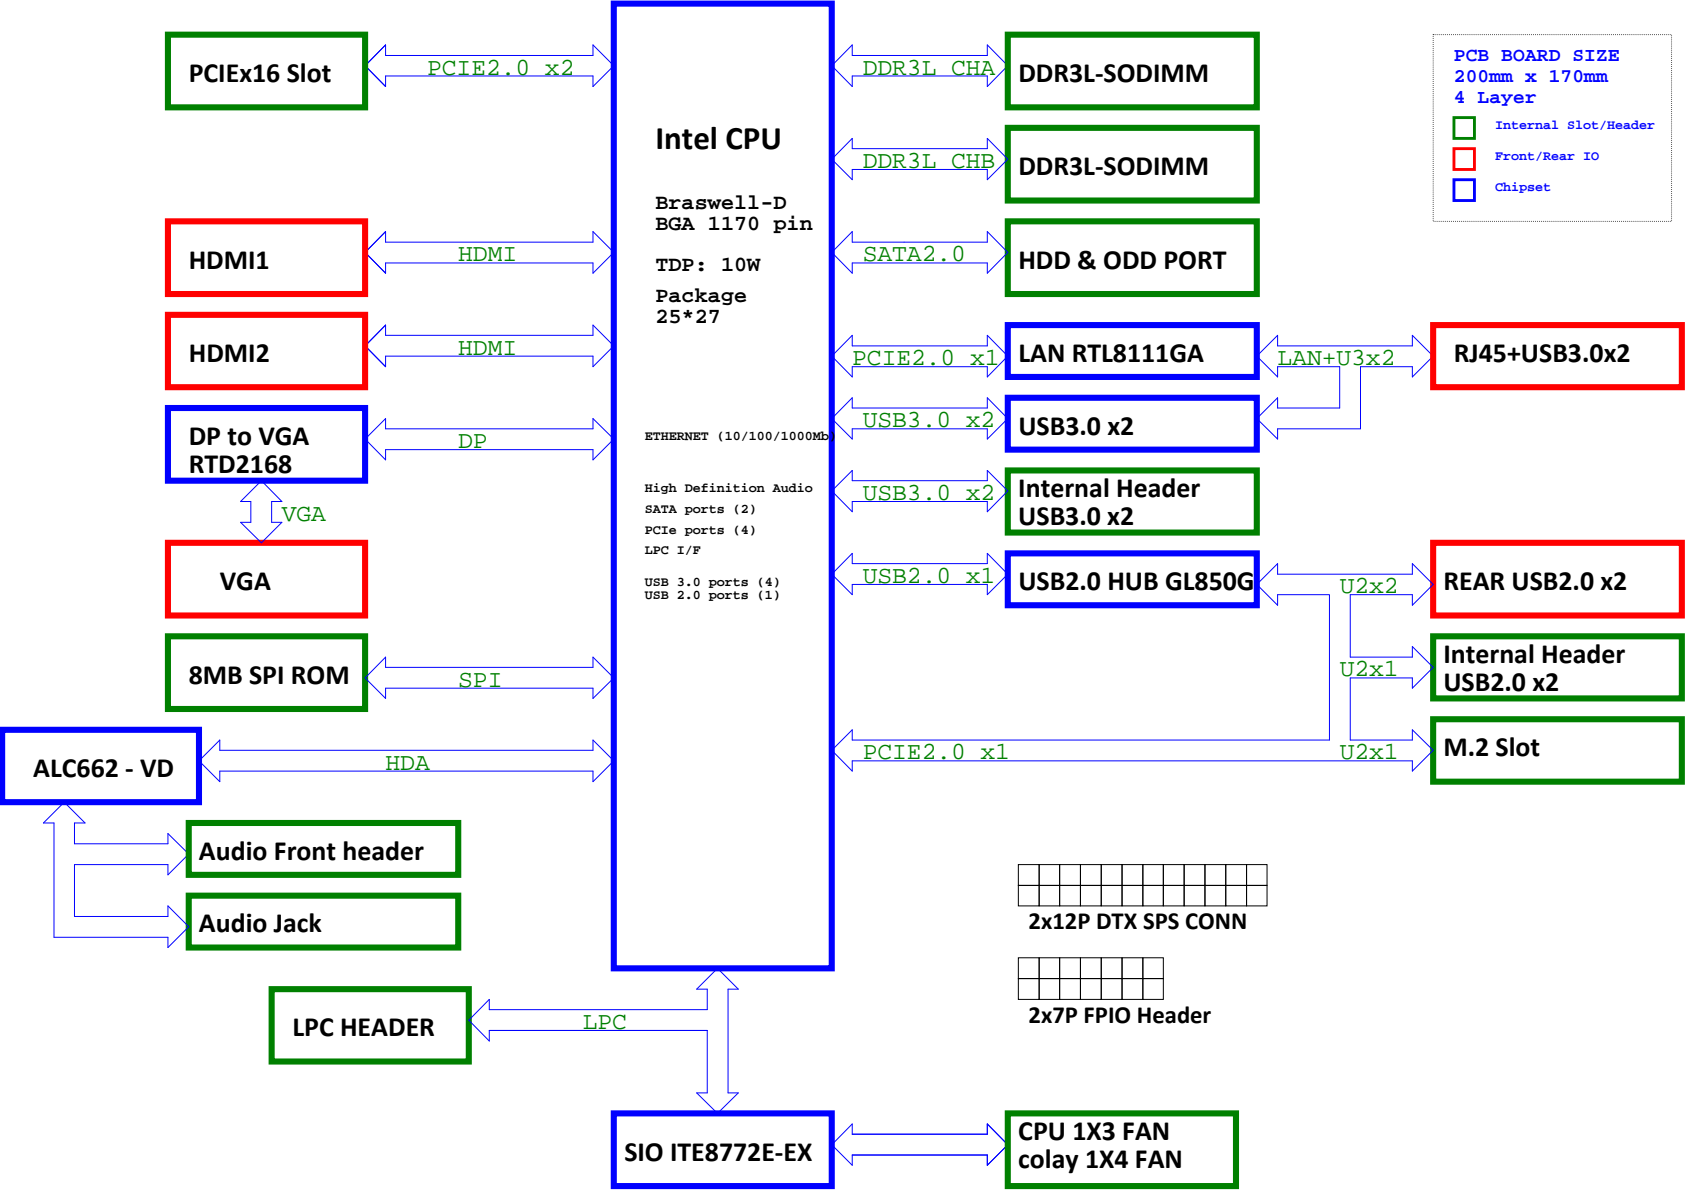 PCIEx16 Slot
PCIE2.0 x2
HDMI1
HDMI
HDMI2
HDMI
DP to VGA
RTD2168
DP
VGA
VGA
8MB SPI ROM
SPI
ALC662 - VD
HDA
Audio Front header
Audio Jack
LPC HEADER
LPC
Intel CPU
Braswell-D
BGA 1170 pin
TDP: 10W
Package
25*27
ETHERNET (10/100/1000Mb)
High Definition Audio
SATA ports (2)
PCIe ports (4)
LPC I/F
USB 3.0 ports (4)
USB 2.0 ports (1)
SIO ITE8772E-EX
DDR3L CHA
DDR3L-SODIMM
DDR3L CHB
DDR3L-SODIMM
SATA2.0
HDD & ODD PORT
PCIE2.0 x1
LAN RTL8111GA
LAN+U3x2
RJ45+USB3.0x2
USB3.0 x2
USB3.0 x2
USB3.0 x2
Internal Header
USB3.0 x2
USB2.0 x1
USB2.0 HUB GL850G
U2x2
REAR USB2.0 x2
U2x1
Internal Header
USB2.0 x2
PCIE2.0 x1
U2x1
M.2 Slot
2x12P DTX SPS CONN
2x7P FPIO Header
CPU 1X3 FAN
colay 1X4 FAN
PCB BOARD SIZE
200mm x 170mm
4 Layer
Internal Slot/Header
Front/Rear IO
Chipset